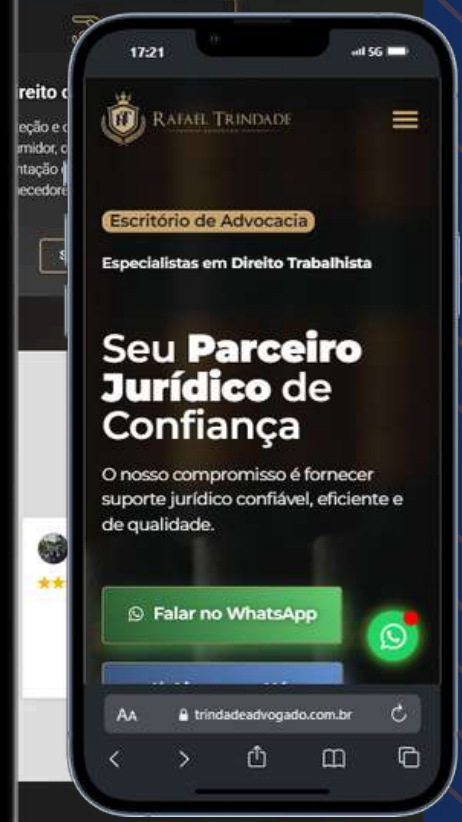 reito
17:21
5G
RAFAEL TRINDADE
Escritório de Advocacia
Especialistas em Direito Trabalhista
Seu Parceiro
Jurídico de
Confiança
O nosso compromisso é fornecer
suporte jurídico confiável, eficiente e
de qualidade.
Falar no WhatsApp
AA trindadeadvogado.com.br